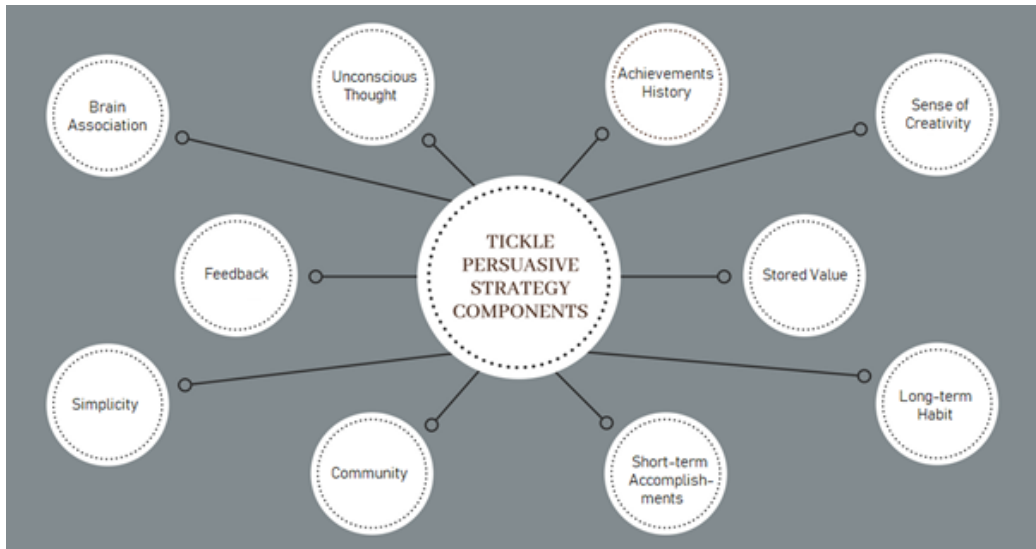 Brain
Association
Unconscious
Thought
Achievements
History
Sense of
Creativity
Feedback
TICKLE
PERSUASIVE
STRATEGY
COMPONENTS
Stored Value
Simplicity
Community
Short-term
Accomplish-
ments
Long-term
Habit